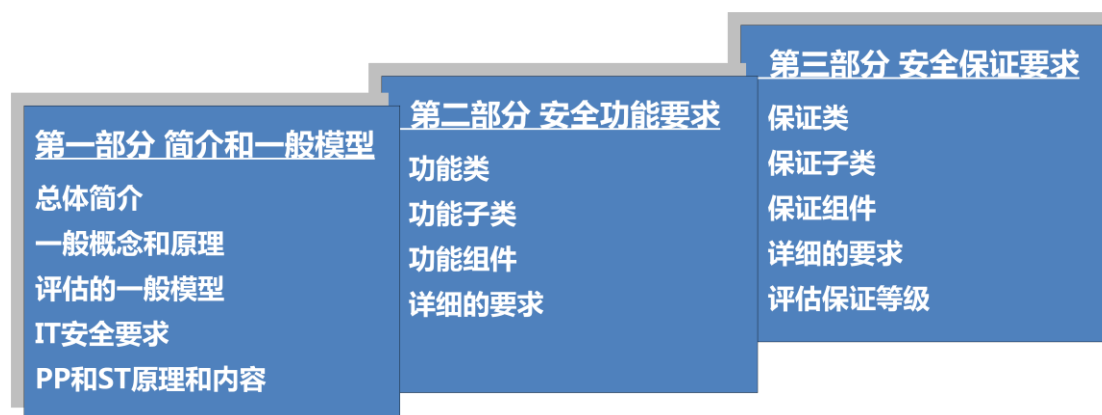 第一部分 简介和一般模型
总体简介
一般概念和原理
评估的一般模型
IT安全要求
PP和ST原理和内容
第二部分 安全功能要求
功能类
功能子类
功能组件
详细的要求
第三部分 安全保证要求
保证类
保证子类
保证组件
详细的要求
评估保证等级